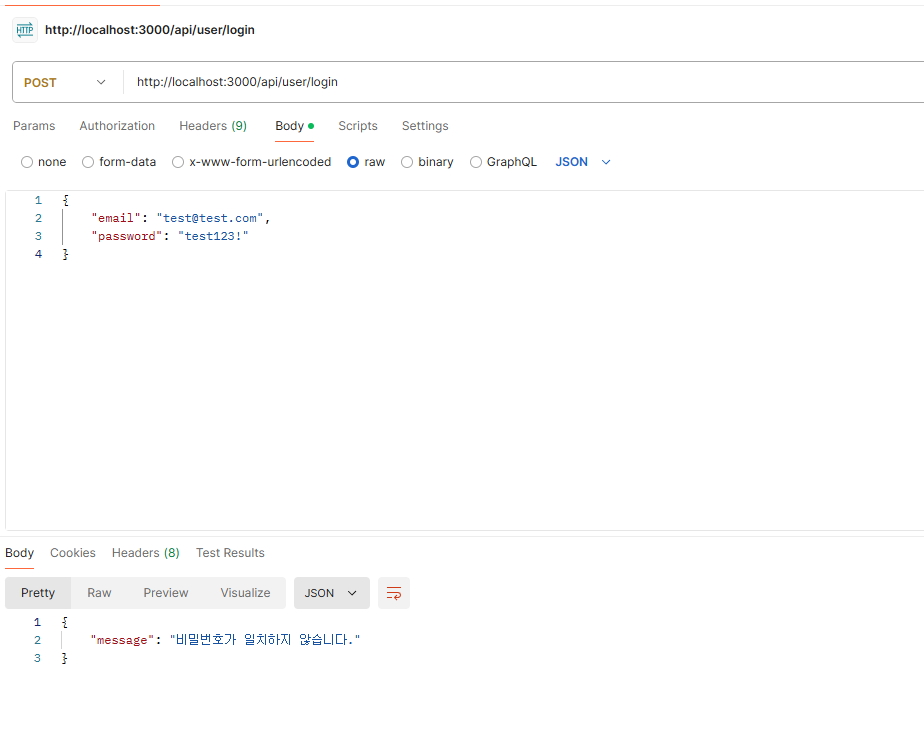 HTTP http://localhost:3000/api/user/login
POST http://localhost:3000/api/user/login
Params Authorization Headers (9) Body Scripts Settings
none form-data x-www-form-urlencoded raw binary GraphQL JSON
1 {
2 "email": "test@test.com",
3 "password": "test123!"
4 }
Body Cookies Headers (8) Test Results
Pretty Raw Preview Visualize JSON
1 {
2 "message": "비밀번호가 일치하지 않습니다."
3 }